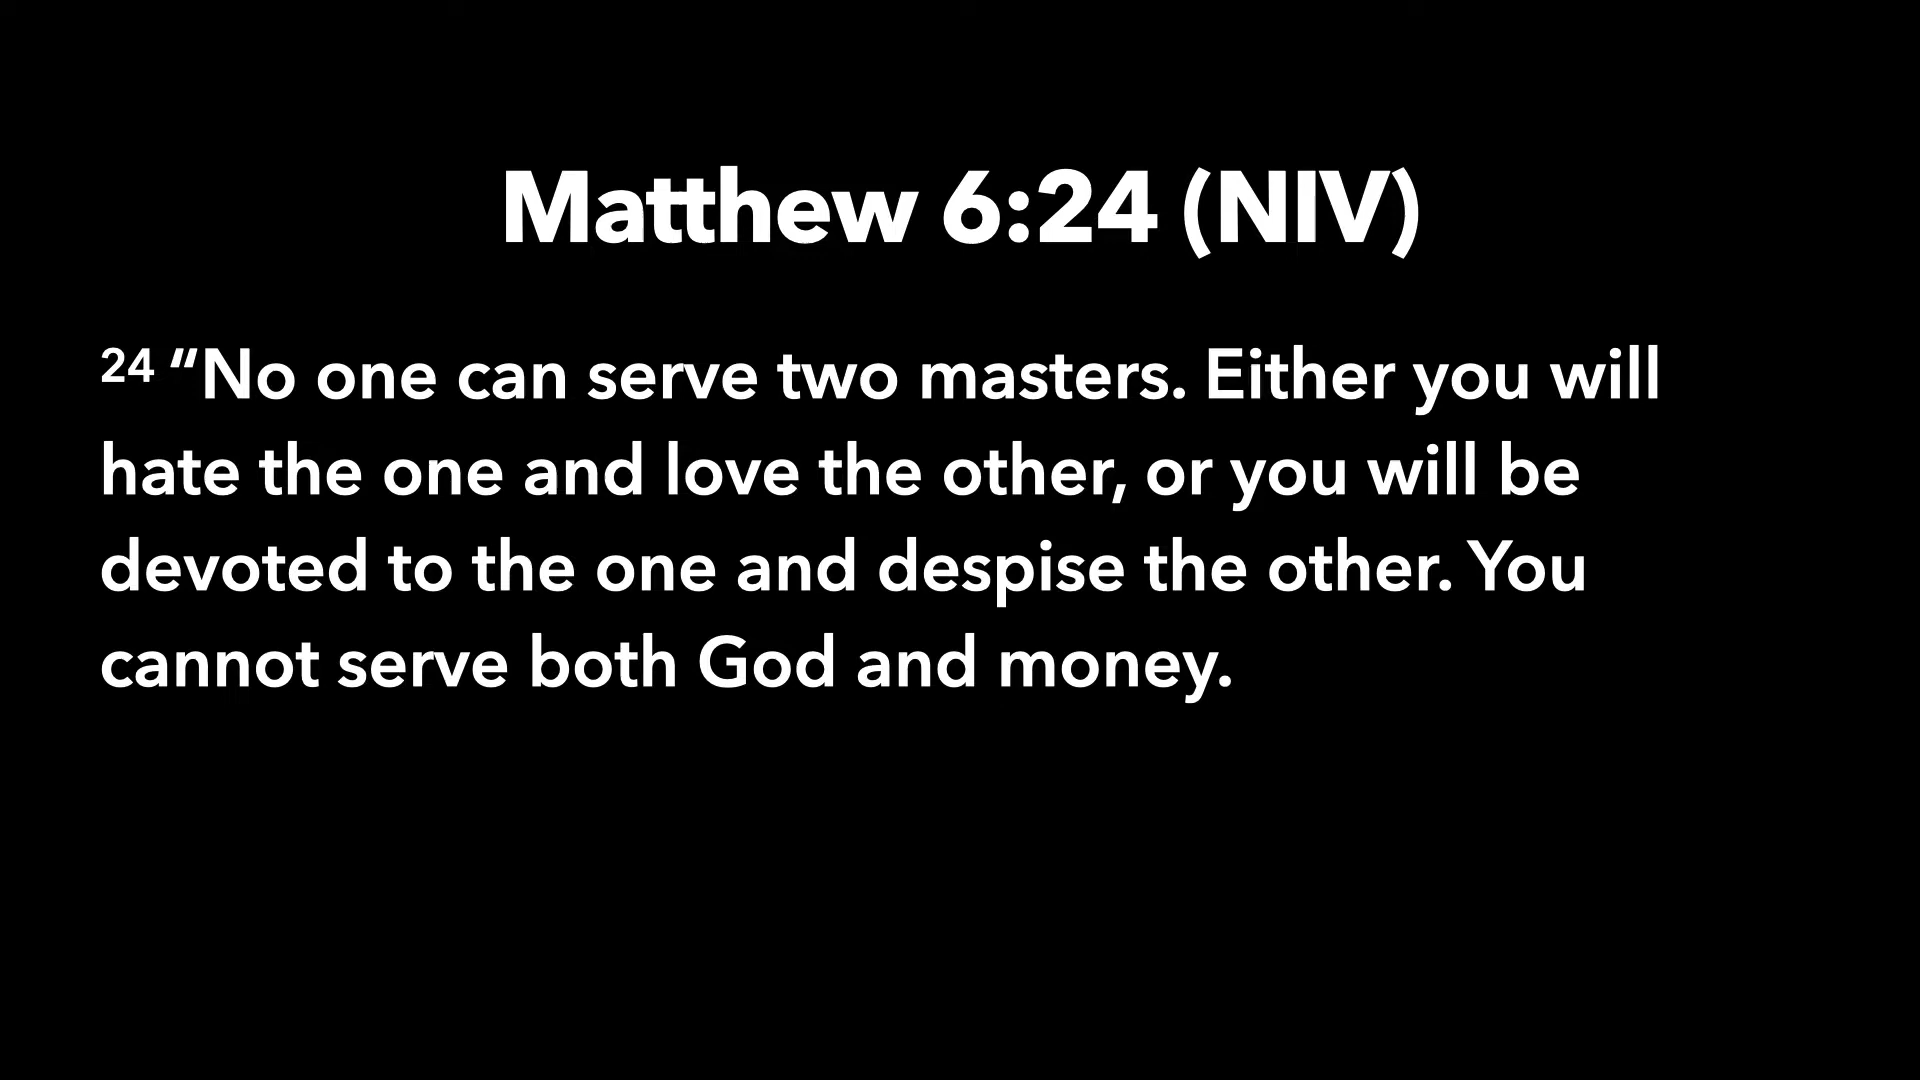 Matthew 6:24 (NIV)
24 “No one can serve two masters. Either you will
hate the one and love the other, or you will be
devoted to the one and despise the other. You
cannot serve both God and money.